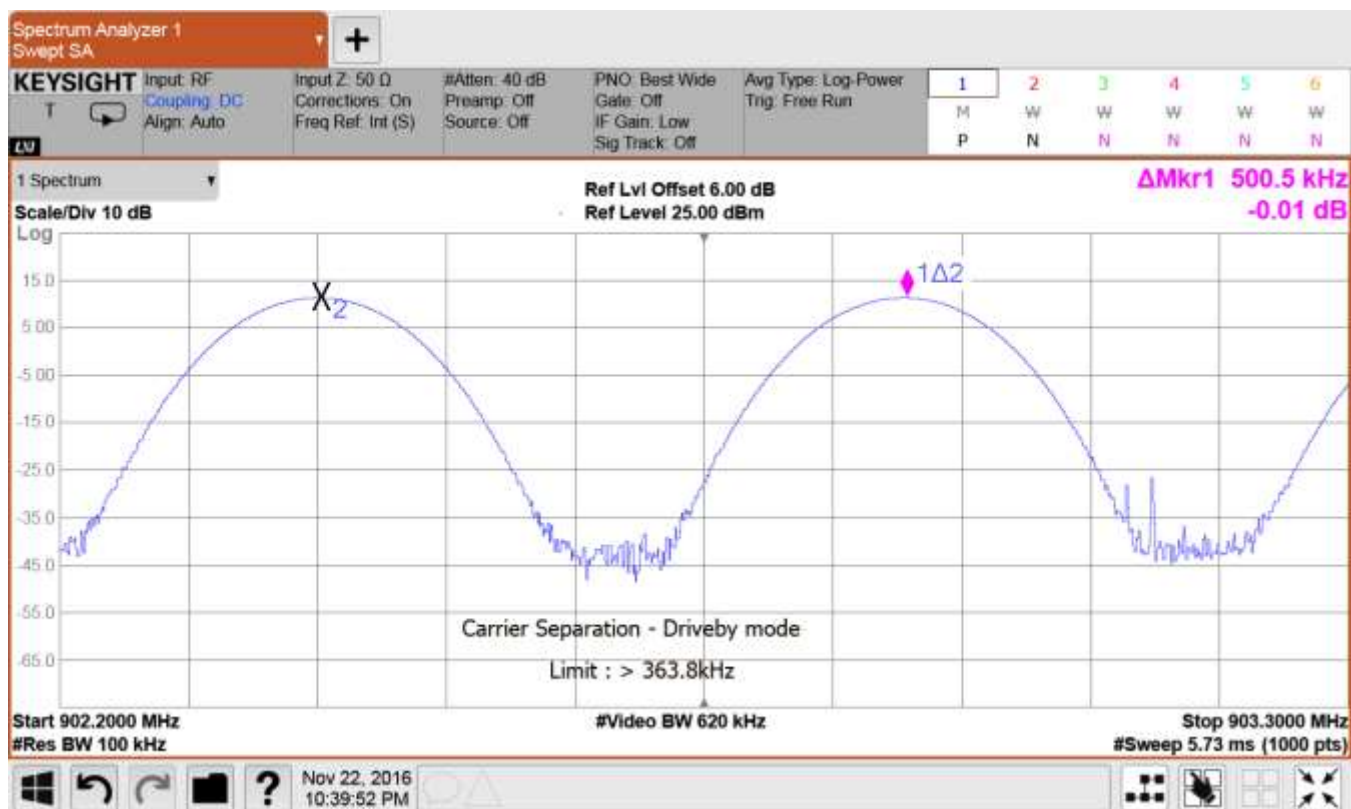 Spectrum Analyzer 1
Swept SA
+
KEYSIGHT Input: RF Input Z: 50 Ω #Atten: 40 dB PNO: Best Wide Avg Type: Log-Power 1 2 3 4 5 6
T Coupling: DC Corrections: On Preamp: Off Gate: Off Trig: Free Run M W W W W W
Align: Auto Freq Ref: Int (S) Source: Off IF Gain: Low
LXI Sig Track: Off P N N N N N
1 Spectrum Ref Lvl Offset 6.00 dB ΔMkr1 500.5 kHz
Scale/Div 10 dB Ref Level 25.00 dBm -0.01 dB
Log
15.0
1Δ2
X2
5.00
-5.00
-15.0
-25.0
-35.0
-45.0
-55.0
Carrier Separation - Driveby mode
-65.0
Limit : > 363.8kHz
Start 902.2000 MHz #Video BW 620 kHz Stop 903.3000 MHz
#Res BW 100 kHz #Sweep 5.73 ms (1000 pts)
? Nov 22, 2016
10:39:52 PM